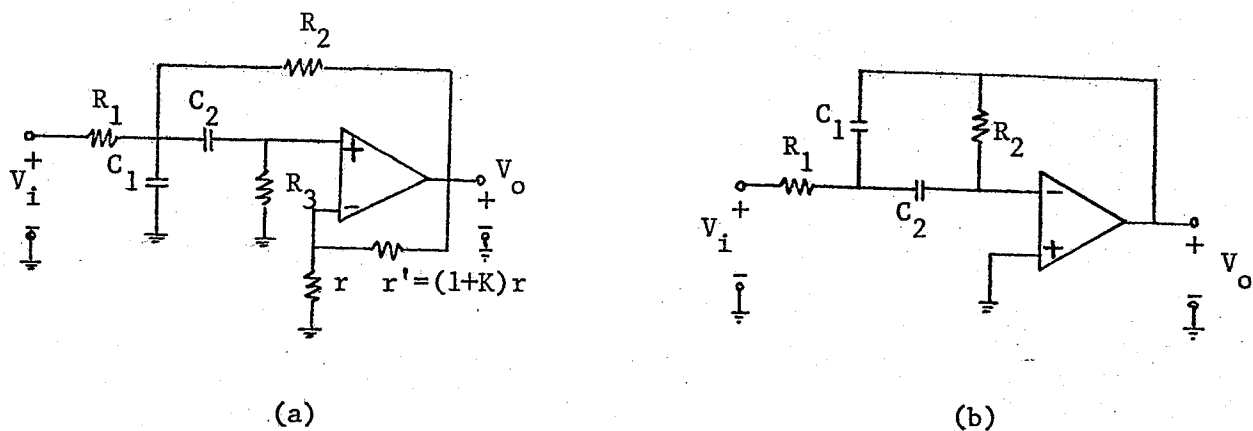 R2
R1
C2
C1
Vi
+
-
R3
+
-
Vo
+
-
r
r'=(1+K)r
(a)
C1
R2
R1
C2
Vi
+
-
-
+
Vo
+
-
(b)